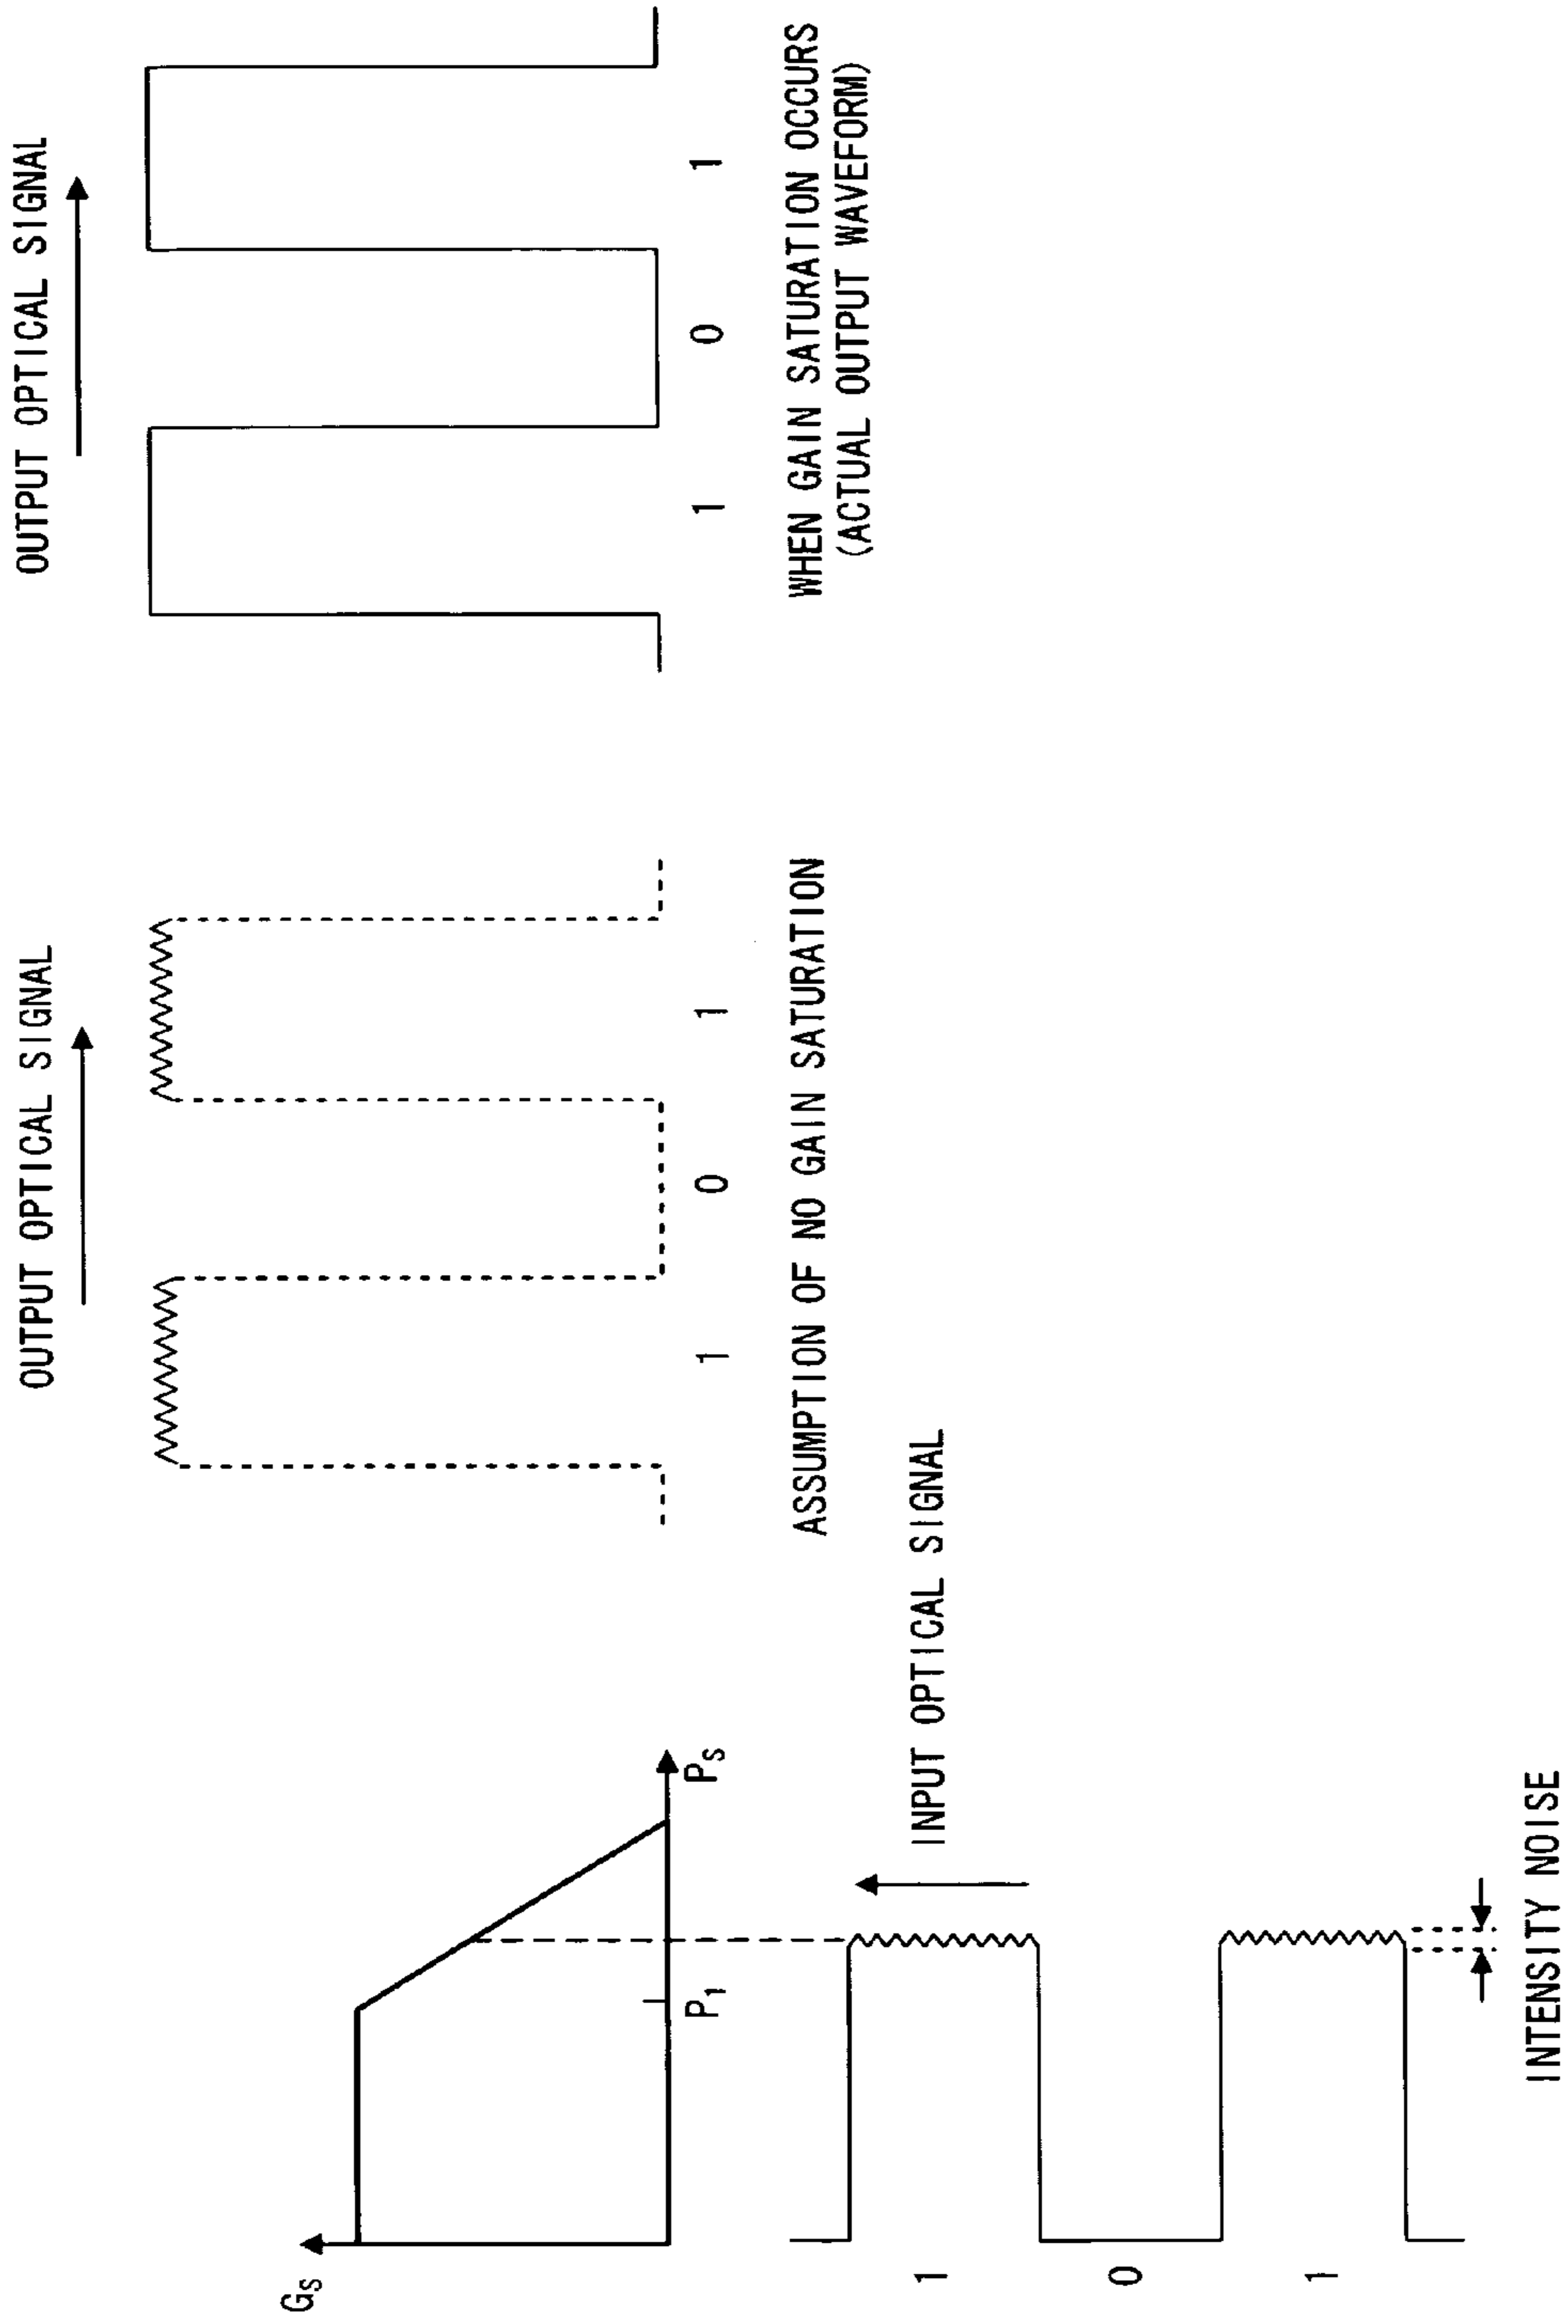 Gs
P1
Ps
1
0
1
INPUT OPTICAL SIGNAL
INTENSITY NOISE
OUTPUT OPTICAL SIGNAL
1
0
1
ASSUMPTION OF NO GAIN SATURATION
OUTPUT OPTICAL SIGNAL
1
0
1
WHEN GAIN SATURATION OCCURS
(ACTUAL OUTPUT WAVEFORM)